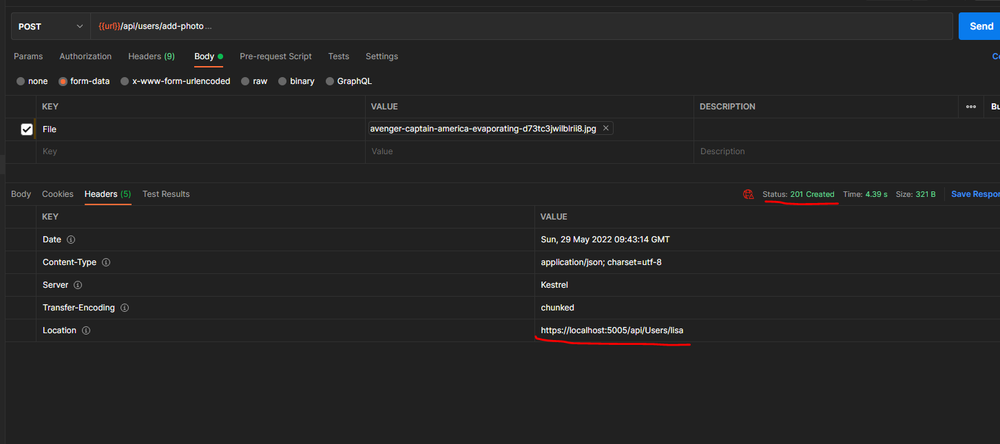 POST {{url}}/api/users/add-photo ... Send
Params Authorization Headers (9) Body Pre-request Script Tests Settings
none form-data x-www-form-urlencoded raw binary GraphQL
KEY VALUE DESCRIPTION ooo Bu
File avenger-captain-america-evaporating-d73tc3jwilblrii8.jpg ×
Key Value Description
Body Cookies Headers (5) Test Results Status: 201 Created Time: 4.39 s Size: 321 B Save Respon
KEY VALUE
Date Sun, 29 May 2022 09:43:14 GMT
Content-Type application/json; charset=utf-8
Server Kestrel
Transfer-Encoding chunked
Location https://localhost:5005/api/Users/lisa